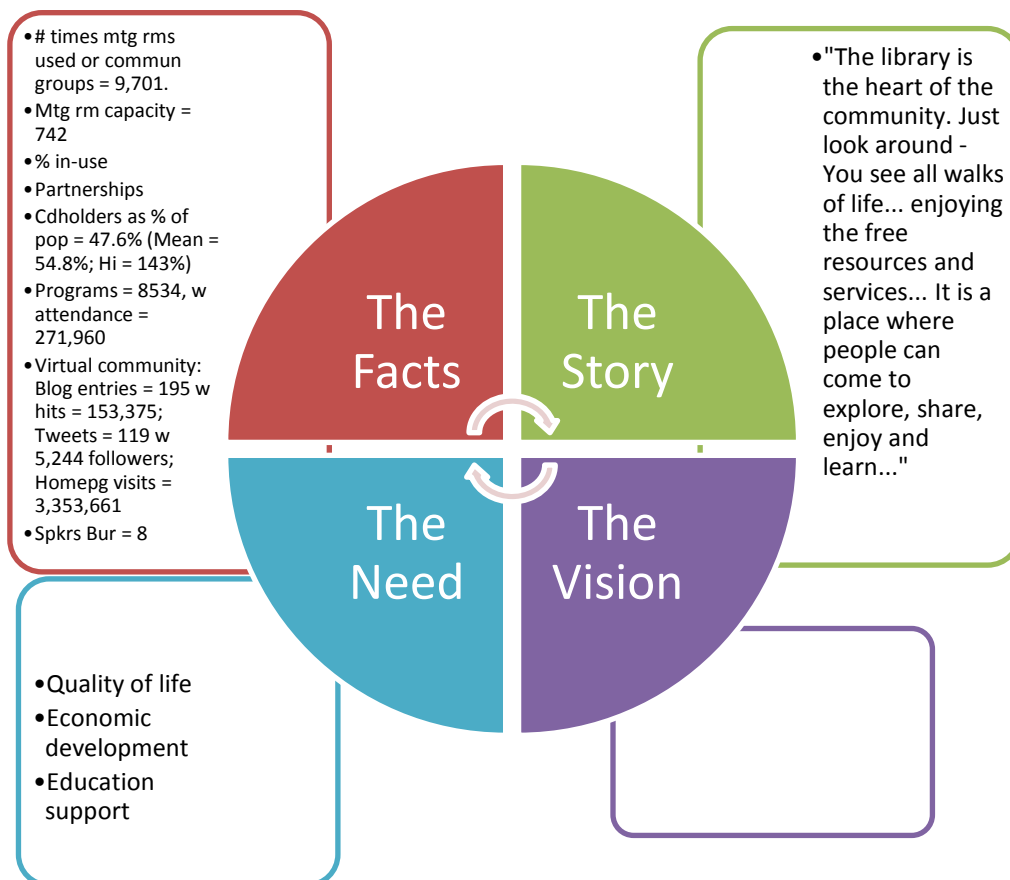 •# times mtg rms
used or commun
groups = 9,701.
•Mtg rm capacity =
742
•% in-use
•Partnerships
•Cdholders as % of
pop = 47.6% (Mean =
54.8%; Hi = 143%)
•Programs = 8534, w
attendance =
271,960
•Virtual community:
Blog entries = 195 w
hits = 153,375;
Tweets = 119 w
5,244 followers;
Homepg visits =
3,353,661
•Spkrs Bur = 8
•"The library is
the heart of the
community. Just
look around -
You see all walks
of life... enjoying
the free
resources and
services... It is a
place where
people can
come to
explore, share,
enjoy and
learn..."
The
Facts
The
Story
The
Need
The
Vision
•Quality of life
•Economic
development
•Education
support